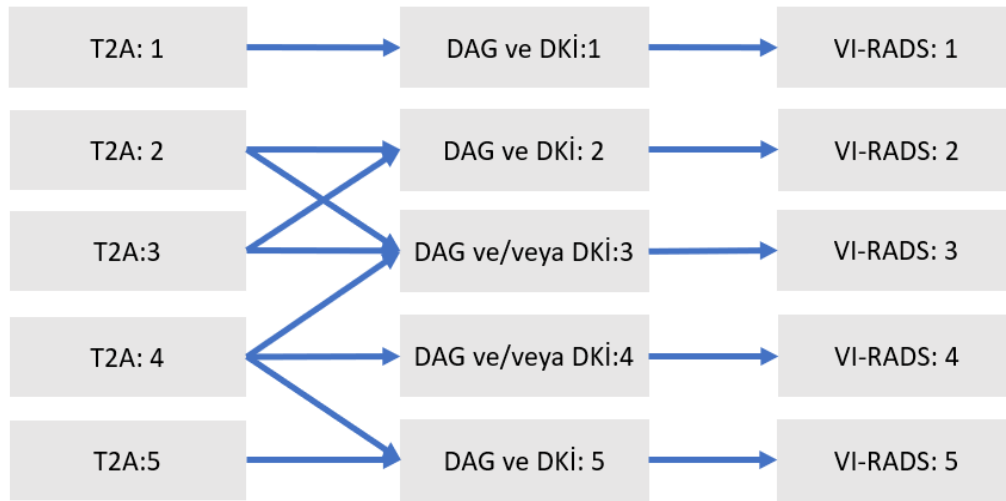 T2A: 1
DAG ve DKİ:1
VI-RADS: 1
T2A: 2
DAG ve DKİ: 2
VI-RADS: 2
T2A:3
DAG ve/veya DKİ:3
VI-RADS: 3
T2A: 4
DAG ve/veya DKİ:4
VI-RADS: 4
T2A:5
DAG ve DKİ: 5
VI-RADS: 5